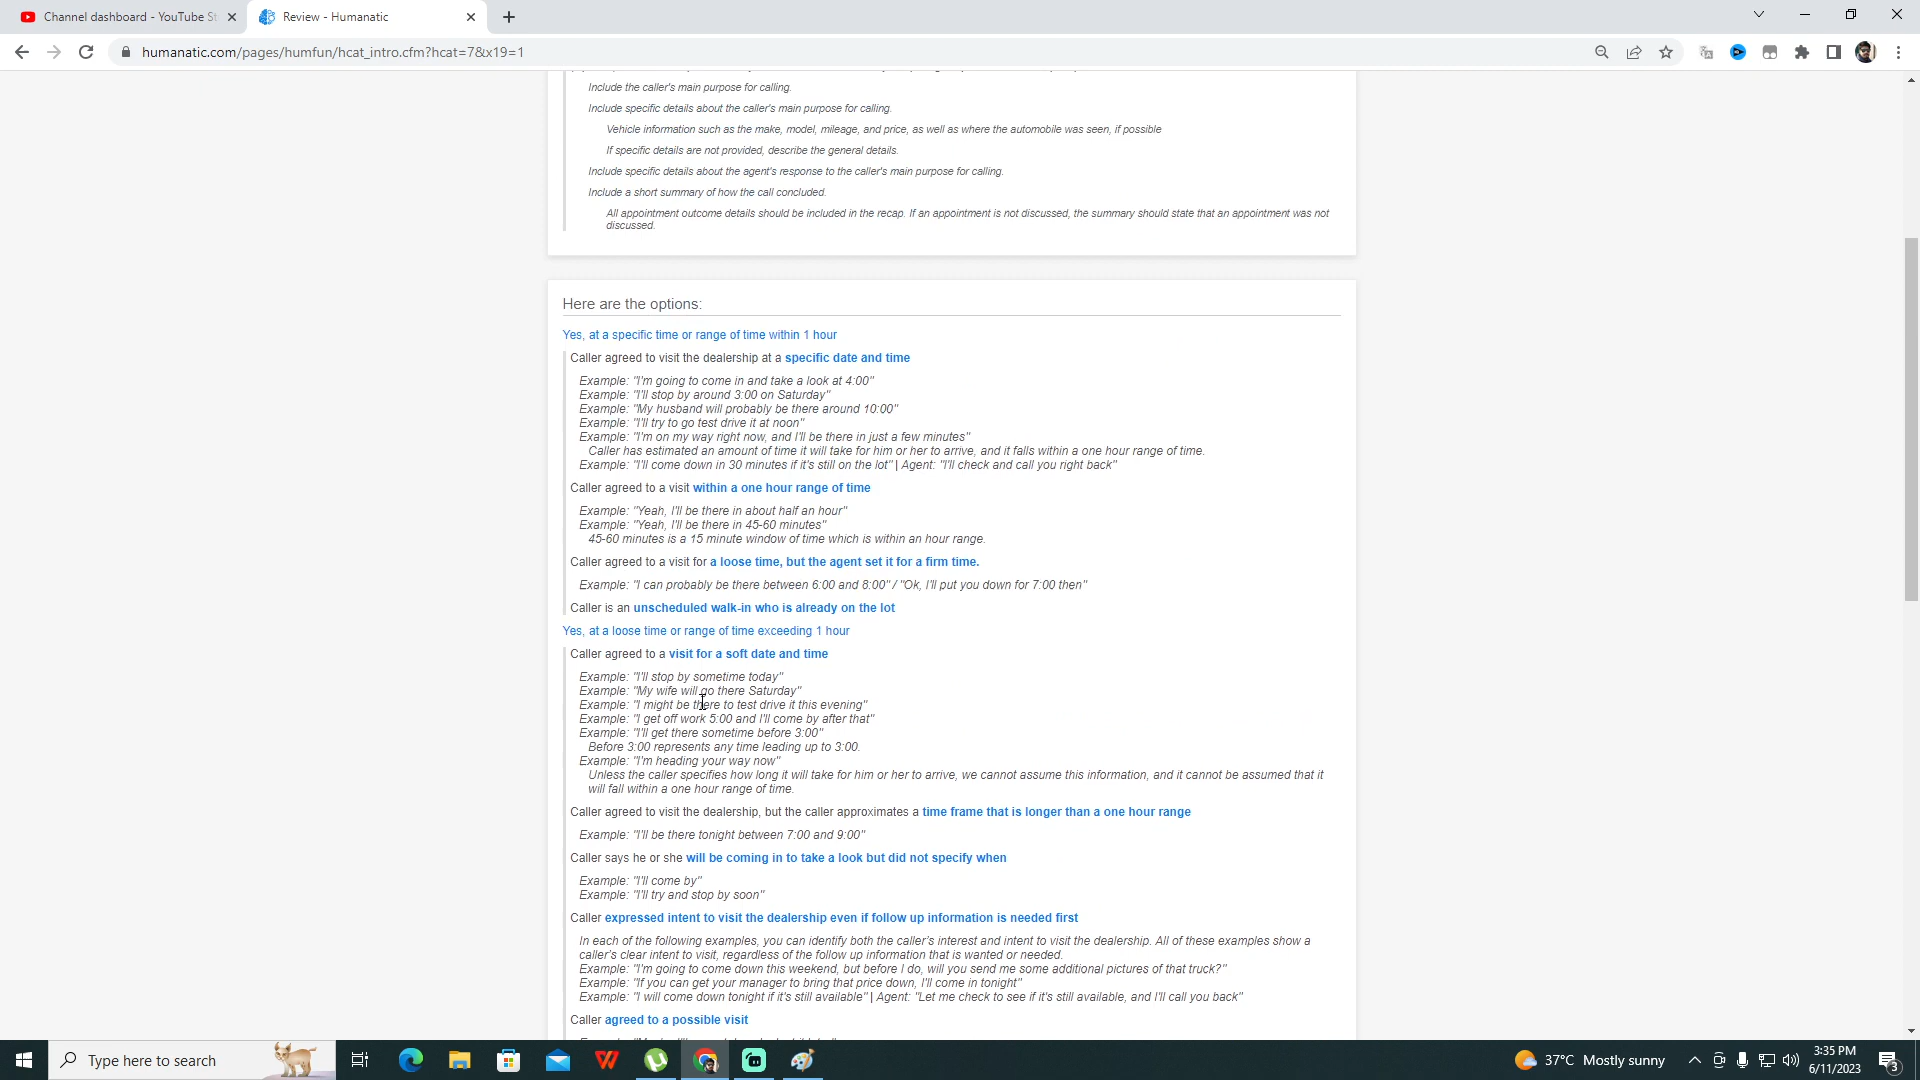 Channel dashboard - YouTube St
Review - Humanatic
humanatic.com/pages/humfun/hcat_intro.cfm?hcat=7&x19=1
Include the caller's main purpose for calling.
Include specific details about the caller's main purpose for calling.
Vehicle information such as the make, model, mileage, and price, as well as where the automobile was seen, if possible
If specific details are not provided, describe the general details.
Include specific details about the agent's response to the caller's main purpose for calling.
Include a short summary of how the call concluded.
All appointment outcome details should be included in the recap. If an appointment is not discussed, the summary should state that an appointment was not
discussed.
Here are the options:
Yes, at a specific time or range of time within 1 hour
Caller agreed to visit the dealership at a specific date and time
Example: "I'm going to come in and take a look at 4:00"
Example: "I'll stop by around 3:00 on Saturday"
Example: "My husband will probably be there around 10:00"
Example: "I'll try to go test drive it at noon"
Example: "I'm on my way right now, and I'll be there in just a few minutes"
Caller has estimated an amount of time it will take for him or her to arrive, and it falls within a one hour range of time.
Example: "I'll come down in 30 minutes if it's still on the lot" | Agent: "I'll check and call you right back"
Caller agreed to a visit within a one hour range of time
Example: "Yeah, I'll be there in about half an hour"
Example: "Yeah, I'll be there in 45-60 minutes"
45-60 minutes is a 15 minute window of time which is within an hour range.
Caller agreed to a visit for a loose time, but the agent set it for a firm time.
Example: "I can probably be there between 6:00 and 8:00" / "Ok, I'll put you down for 7:00 then"
Caller is an unscheduled walk-in who is already on the lot
Yes, at a loose time or range of time exceeding 1 hour
Caller agreed to a visit for a soft date and time
Example: "I'll stop by sometime today"
Example: "My wife will go there Saturday"
Example: "I might be there to test drive it this evening"
Example: "I get off work 5:00 and I'll come by after that"
Example: "I'll get there sometime before 3:00"
Before 3:00 represents any time leading up to 3:00.
Example: "I'm heading your way now"
Unless the caller specifies how long it will take for him or her to arrive, we cannot assume this information, and it cannot be assumed that it
will fall within a one hour range of time.
Caller agreed to visit the dealership, but the caller approximates a time frame that is longer than a one hour range
Example: "I'll be there tonight between 7:00 and 9:00"
Caller says he or she will be coming in to take a look but did not specify when
Example: "I'll come by"
Example: "I'll try and stop by soon"
Caller expressed intent to visit the dealership even if follow up information is needed first
In each of the following examples, you can identify both the caller's interest and intent to visit the dealership. All of these examples show a
caller's clear intent to visit, regardless of the follow up information that is wanted or needed.
Example: "I'm going to come down this weekend, but before I do, will you send me some additional pictures of that truck?"
Example: "If you can get your manager to bring that price down, I'll come in tonight"
Example: "I will come down tonight if it's still available" | Agent: "Let me check to see if it's still available, and I'll call you back"
Caller agreed to a possible visit
Type here to search
37°C Mostly sunny
3:35 PM
6/11/2023
3